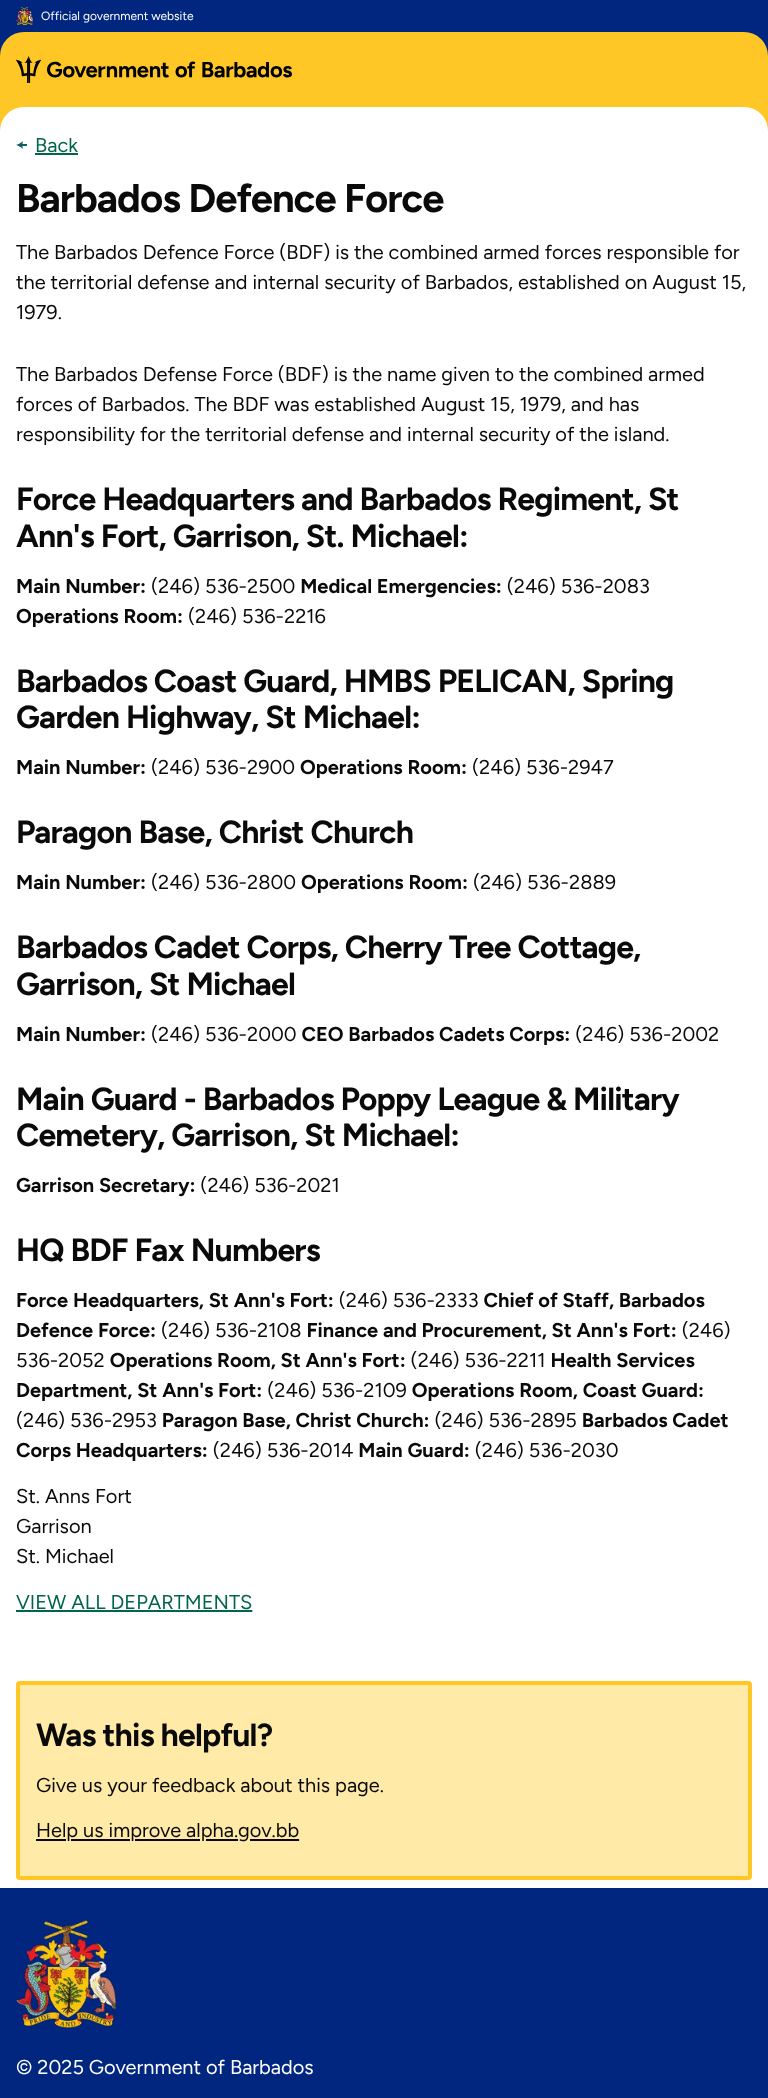 Official government website
Government of Barbados
Back
Barbados Defence Force
The Barbados Defence Force (BDF) is the combined armed forces responsible for
the territorial defense and internal security of Barbados, established on August 15,
1979.
The Barbados Defense Force (BDF) is the name given to the combined armed
forces of Barbados. The BDF was established August 15, 1979, and has
responsibility for the territorial defense and internal security of the island.
Force Headquarters and Barbados Regiment, St
Ann's Fort, Garrison, St. Michael:
Main Number: (246) 536-2500 Medical Emergencies: (246) 536-2083
Operations Room: (246) 536-2216
Barbados Coast Guard, HMBS PELICAN, Spring
Garden Highway, St Michael:
Main Number: (246) 536-2900 Operations Room: (246) 536-2947
Paragon Base, Christ Church
Main Number: (246) 536-2800 Operations Room: (246) 536-2889
Barbados Cadet Corps, Cherry Tree Cottage,
Garrison, St Michael
Main Number: (246) 536-2000 CEO Barbados Cadets Corps: (246) 536-2002
Main Guard - Barbados Poppy League & Military
Cemetery, Garrison, St Michael:
Garrison Secretary: (246) 536-2021
HQ BDF Fax Numbers
Force Headquarters, St Ann's Fort: (246) 536-2333 Chief of Staff, Barbados
Defence Force: (246) 536-2108 Finance and Procurement, St Ann's Fort: (246)
536-2052 Operations Room, St Ann's Fort: (246) 536-2211 Health Services
Department, St Ann's Fort: (246) 536-2109 Operations Room, Coast Guard:
(246) 536-2953 Paragon Base, Christ Church: (246) 536-2895 Barbados Cadet
Corps Headquarters: (246) 536-2014 Main Guard: (246) 536-2030
St. Anns Fort
Garrison
St. Michael
VIEW ALL DEPARTMENTS
Was this helpful?
Give us your feedback about this page.
Help us improve alpha.gov.bb
PRIDE AND INDUSTRY
© 2025 Government of Barbados